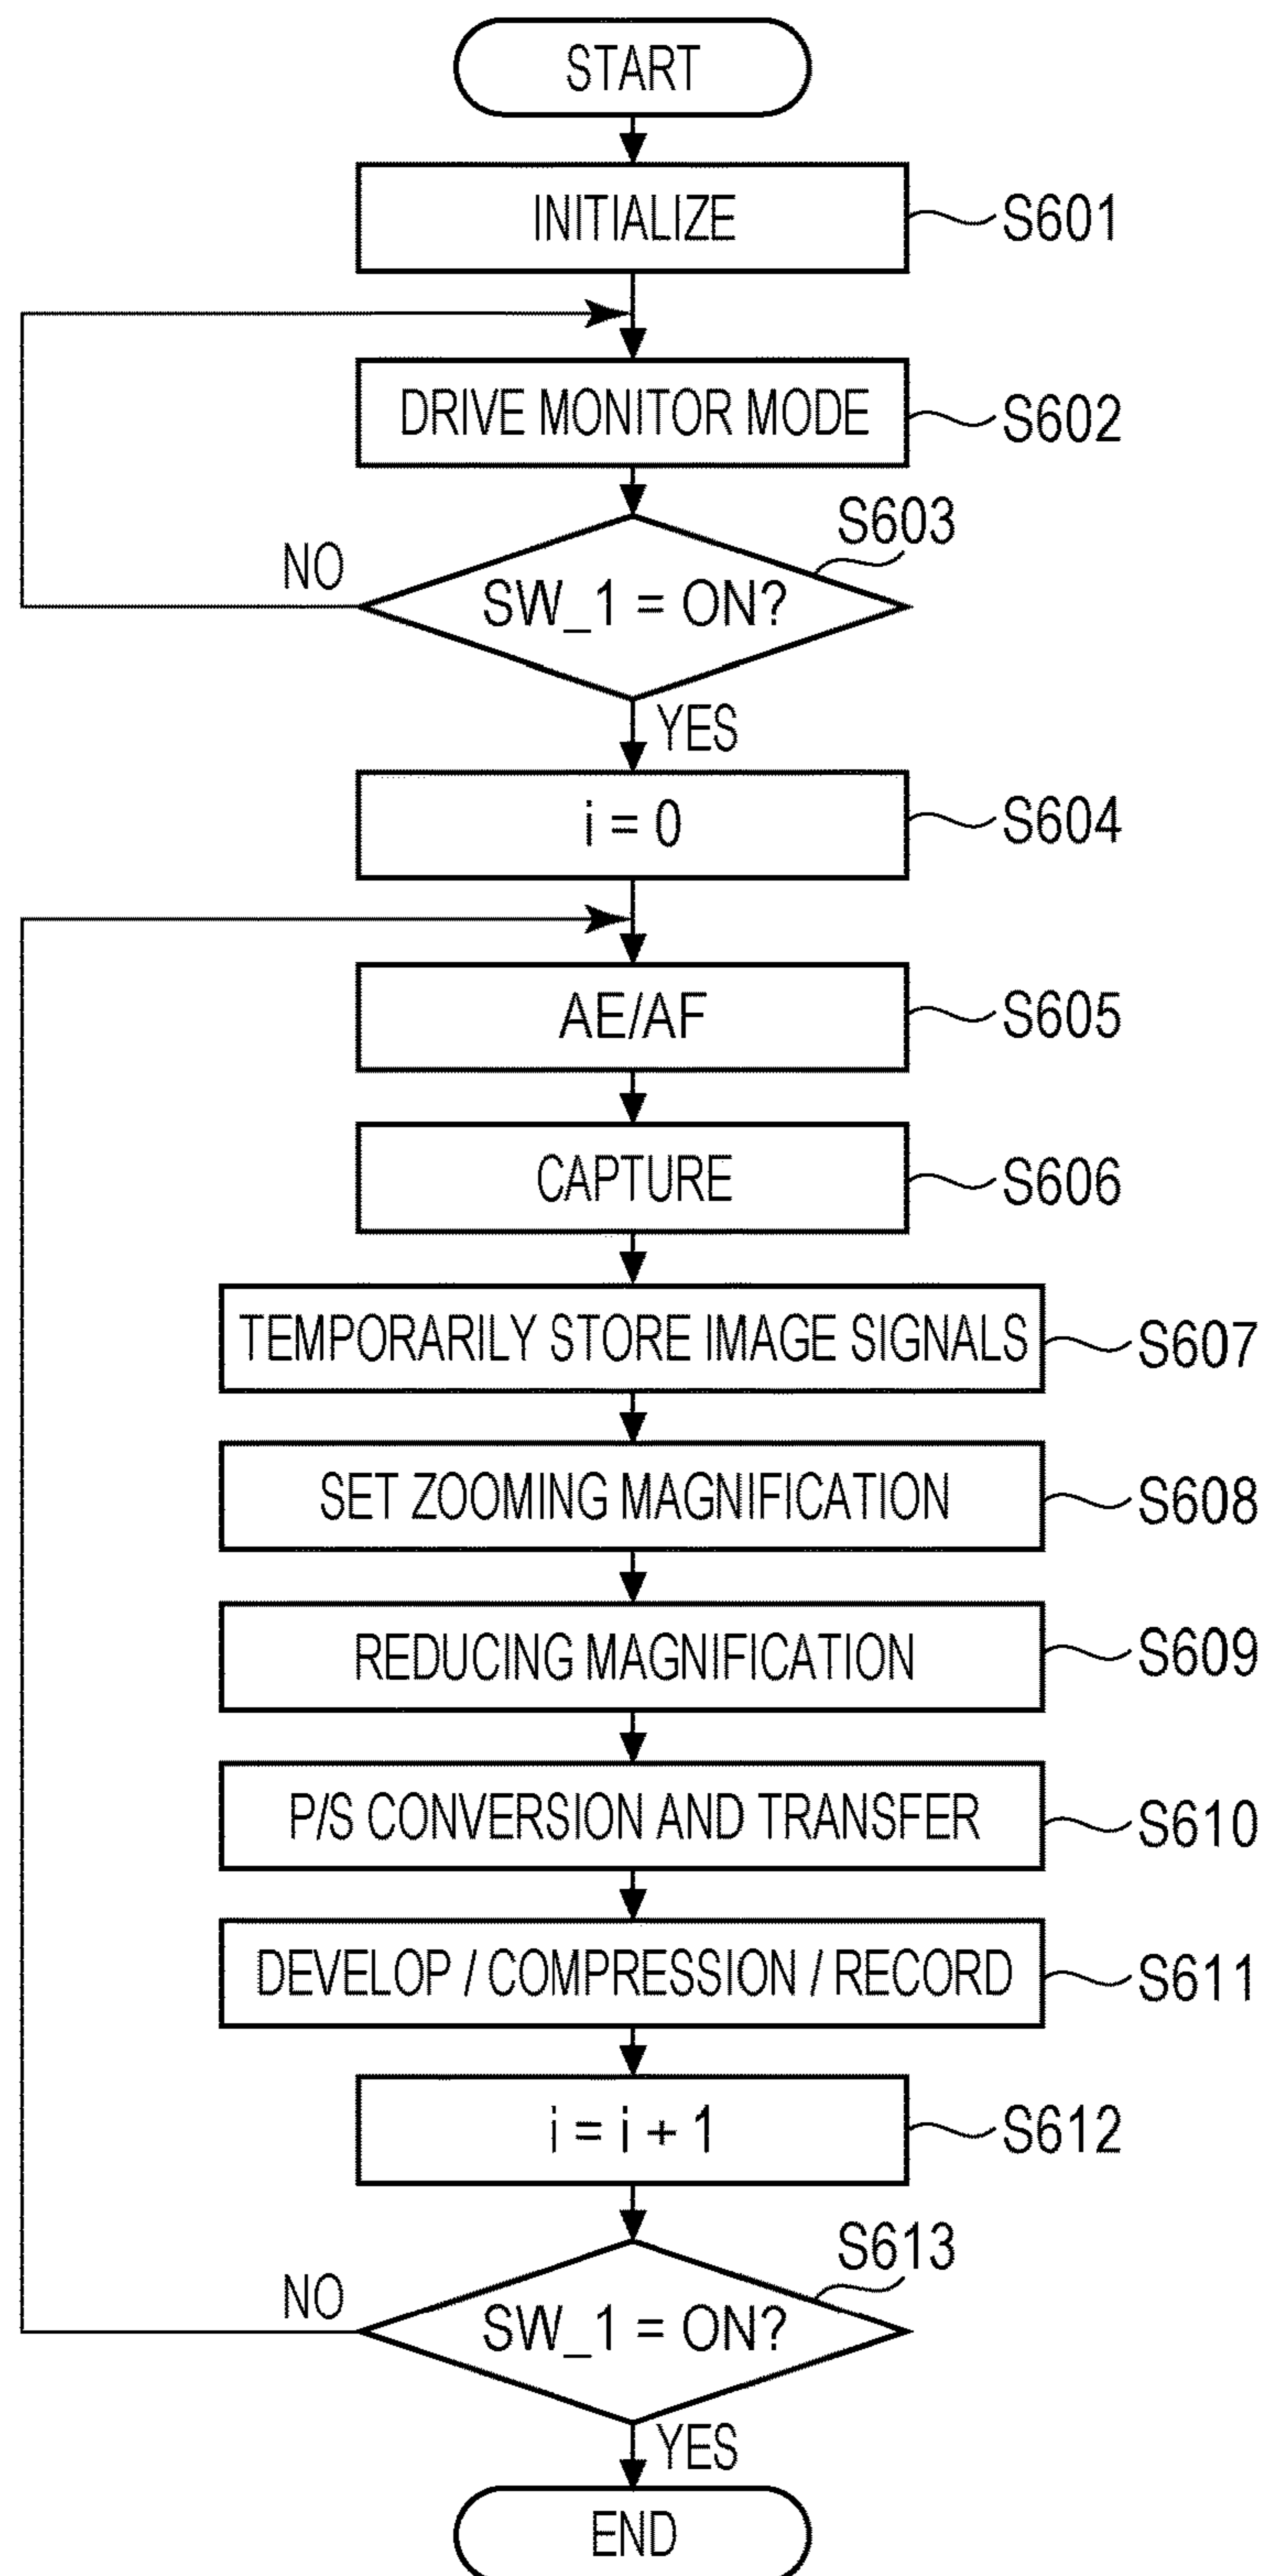 START
INITIALIZE
S601
DRIVE MONITOR MODE
S602
S603
NO
SW_1 = ON?
YES
i = 0
S604
AE/AF
S605
CAPTURE
S606
TEMPORARILY STORE IMAGE SIGNALS
S607
SET ZOOMING MAGNIFICATION
S608
REDUCING MAGNIFICATION
S609
P/S CONVERSION AND TRANSFER
S610
DEVELOP / COMPRESSION / RECORD
S611
i = i + 1
S612
S613
NO
SW_1 = ON?
YES
END